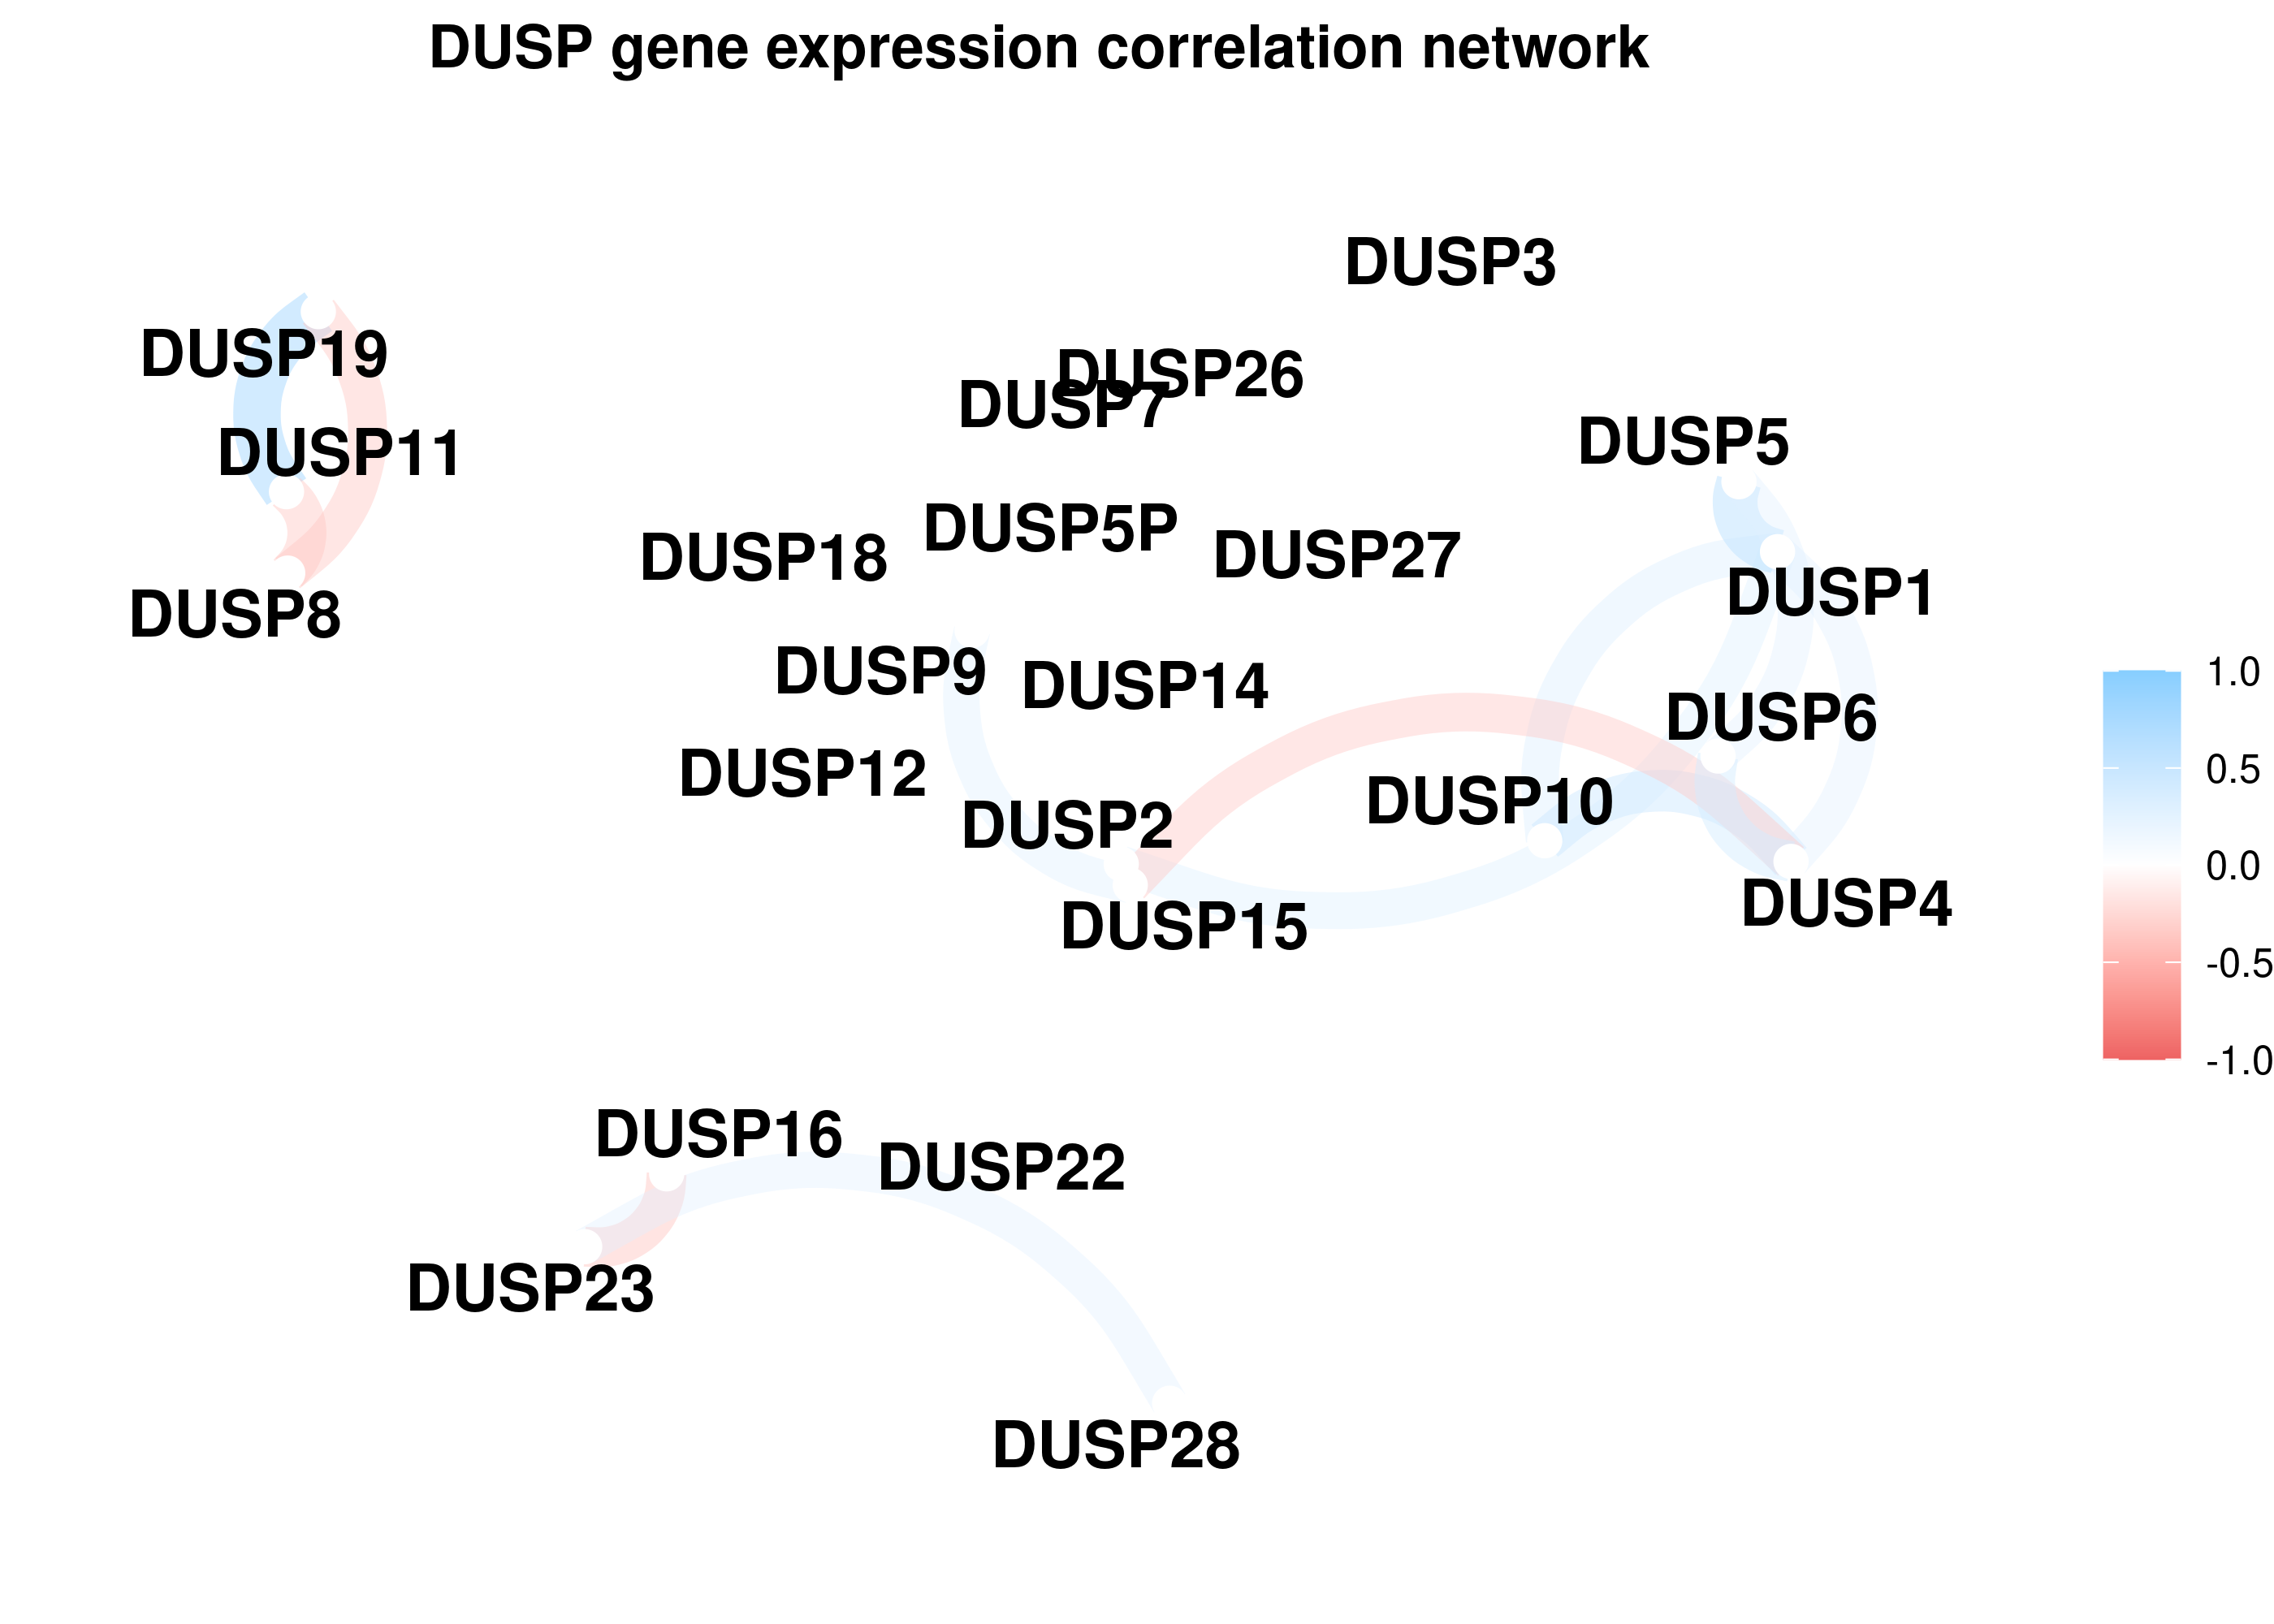 DUSP gene expression correlation network
DUSP3
DUSP19
DUSP26
DUSP7
DUSP5
DUSP11
DUSP5P
DUSP18
DUSP27
DUSP1
DUSP8
DUSP9
DUSP14
DUSP6
DUSP12
DUSP10
DUSP2
DUSP4
DUSP15
1.0
0.5
0.0
-0.5
-1.0
DUSP16
DUSP22
DUSP23
DUSP28